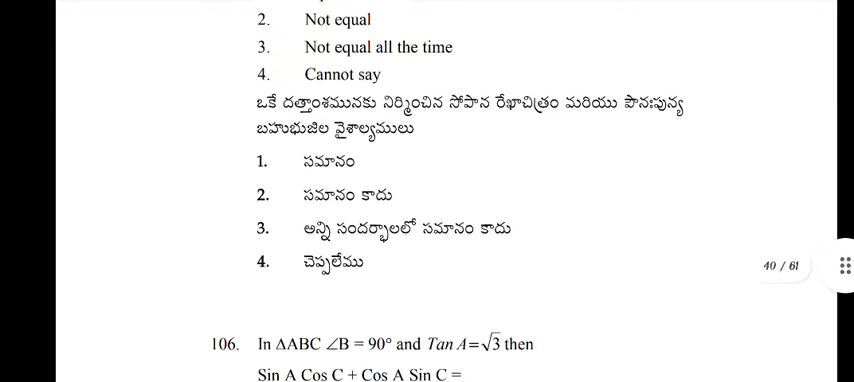 2. Not equal
3. Not equal all the time
4. Cannot say
ఒకే దత్తాంశమునకు నిర్మించిన సోపాన రేఖాచిత్రం మరియు పౌనఃపున్య
బహుభుజిల వైశాల్యములు
1. సమానం
2. సమానం కాదు
3. అన్ని సందర్భాలలో సమానం కాదు
4. చెప్పలేము
40 / 61
106. In ΔABC ∠B = 90° and Tan A=√3 then
Sin A Cos C + Cos A Sin C =